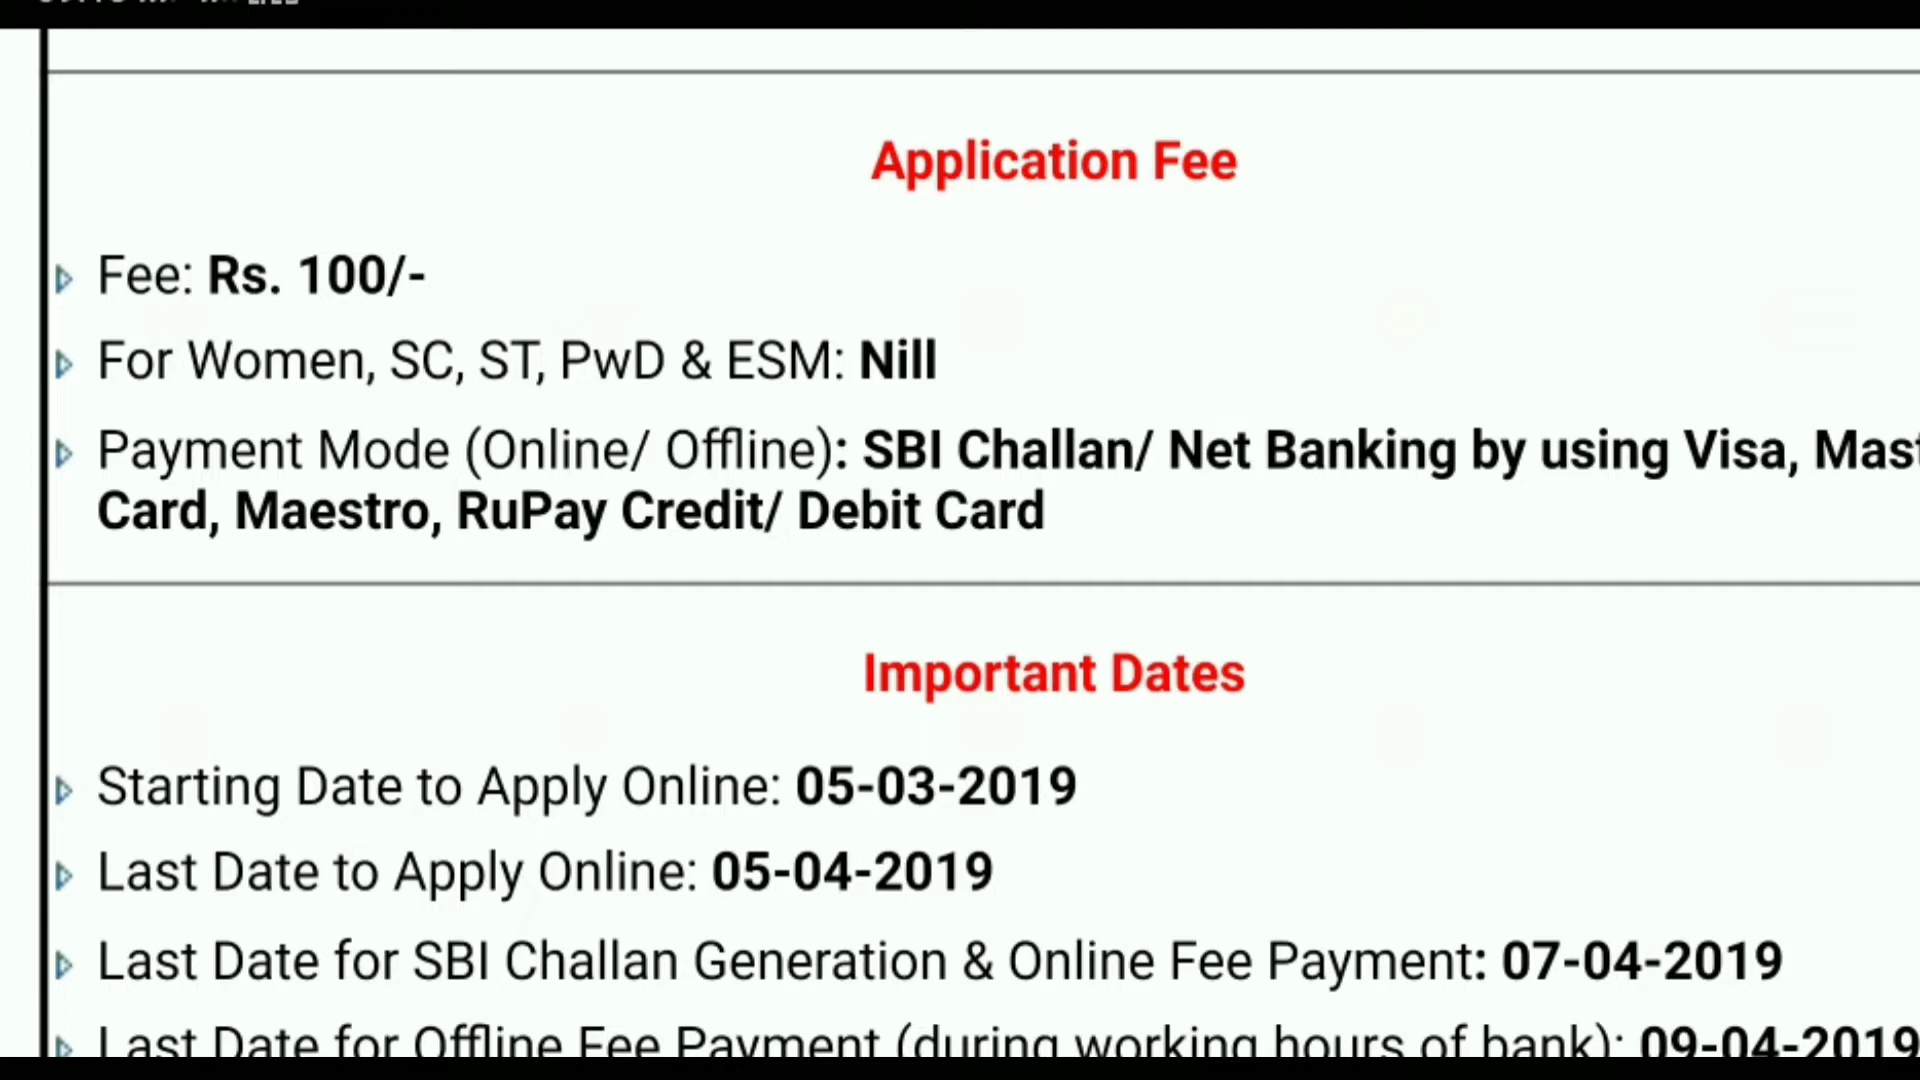 Application Fee
Fee: Rs. 100/-
For Women, SC, ST, PwD & ESM: Nill
Payment Mode (Online/ Offline): SBI Challan/ Net Banking by using Visa, Mast
Card, Maestro, RuPay Credit/ Debit Card
Important Dates
Starting Date to Apply Online: 05-03-2019
Last Date to Apply Online: 05-04-2019
Last Date for SBI Challan Generation & Online Fee Payment: 07-04-2019
Last Date for Offline Fee Payment (during working hours of bank): 09-04-2019